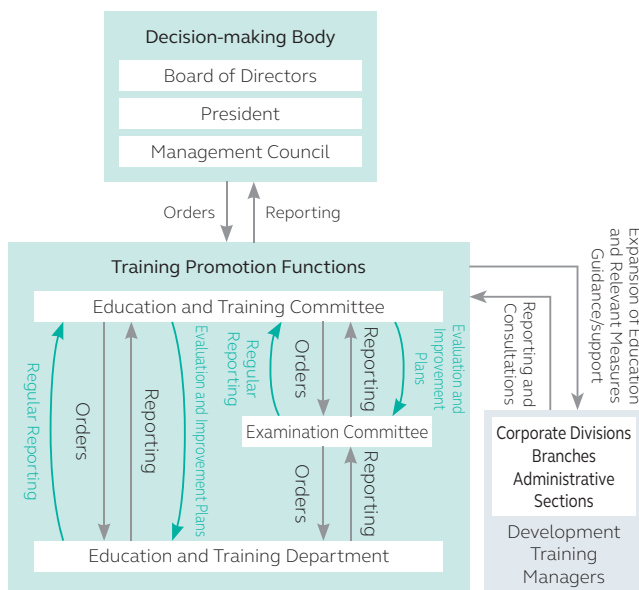 Decision-making Body
Board of Directors
President
Management Council
Orders
Reporting
Training Promotion Functions
Education and Training Committee
Regular Reporting
Orders
Reporting
Evaluation and Improvement Plans
Regular
Reporting
Orders
Reporting
Evaluation and
Improvement
Plans
Examination Committee
Orders
Reporting
Education and Training Department
Reporting and
Consultations
Expansion of Education
and Relevant Measures
Guidance/support
Corporate Divisions
Branches
Administrative
Sections
Development
Training
Managers